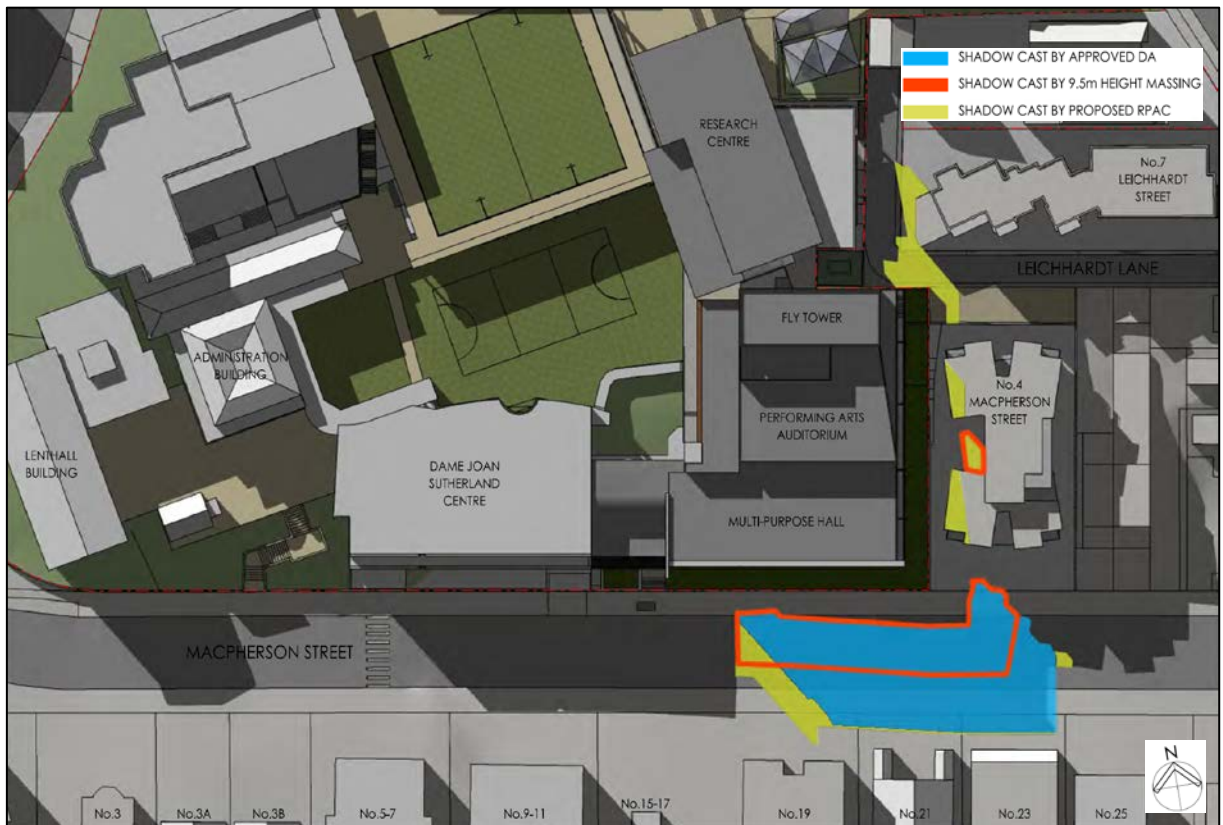 SHADOW CAST BY APPROVED DA
SHADOW CAST BY 9.5m HEIGHT MASSING
SHADOW CAST BY PROPOSED RPAC
RESEARCH
CENTRE
No.7
LEICHHARDT
STREET
LEICHHARDT LANE
FLY TOWER
ADMINISTRATION
BUILDING
No.4
MACPHERSON
STREET
PERFORMING ARTS
AUDITORIUM
LENTHALL
BUILDING
DAME JOAN
SUTHERLAND
CENTRE
MULTI-PURPOSE HALL
MACPHERSON STREET
N
No.3
No.3A
No.3B
No.5-7
No.9-11
No.15-17
No.19
No.21
No.23
No.25